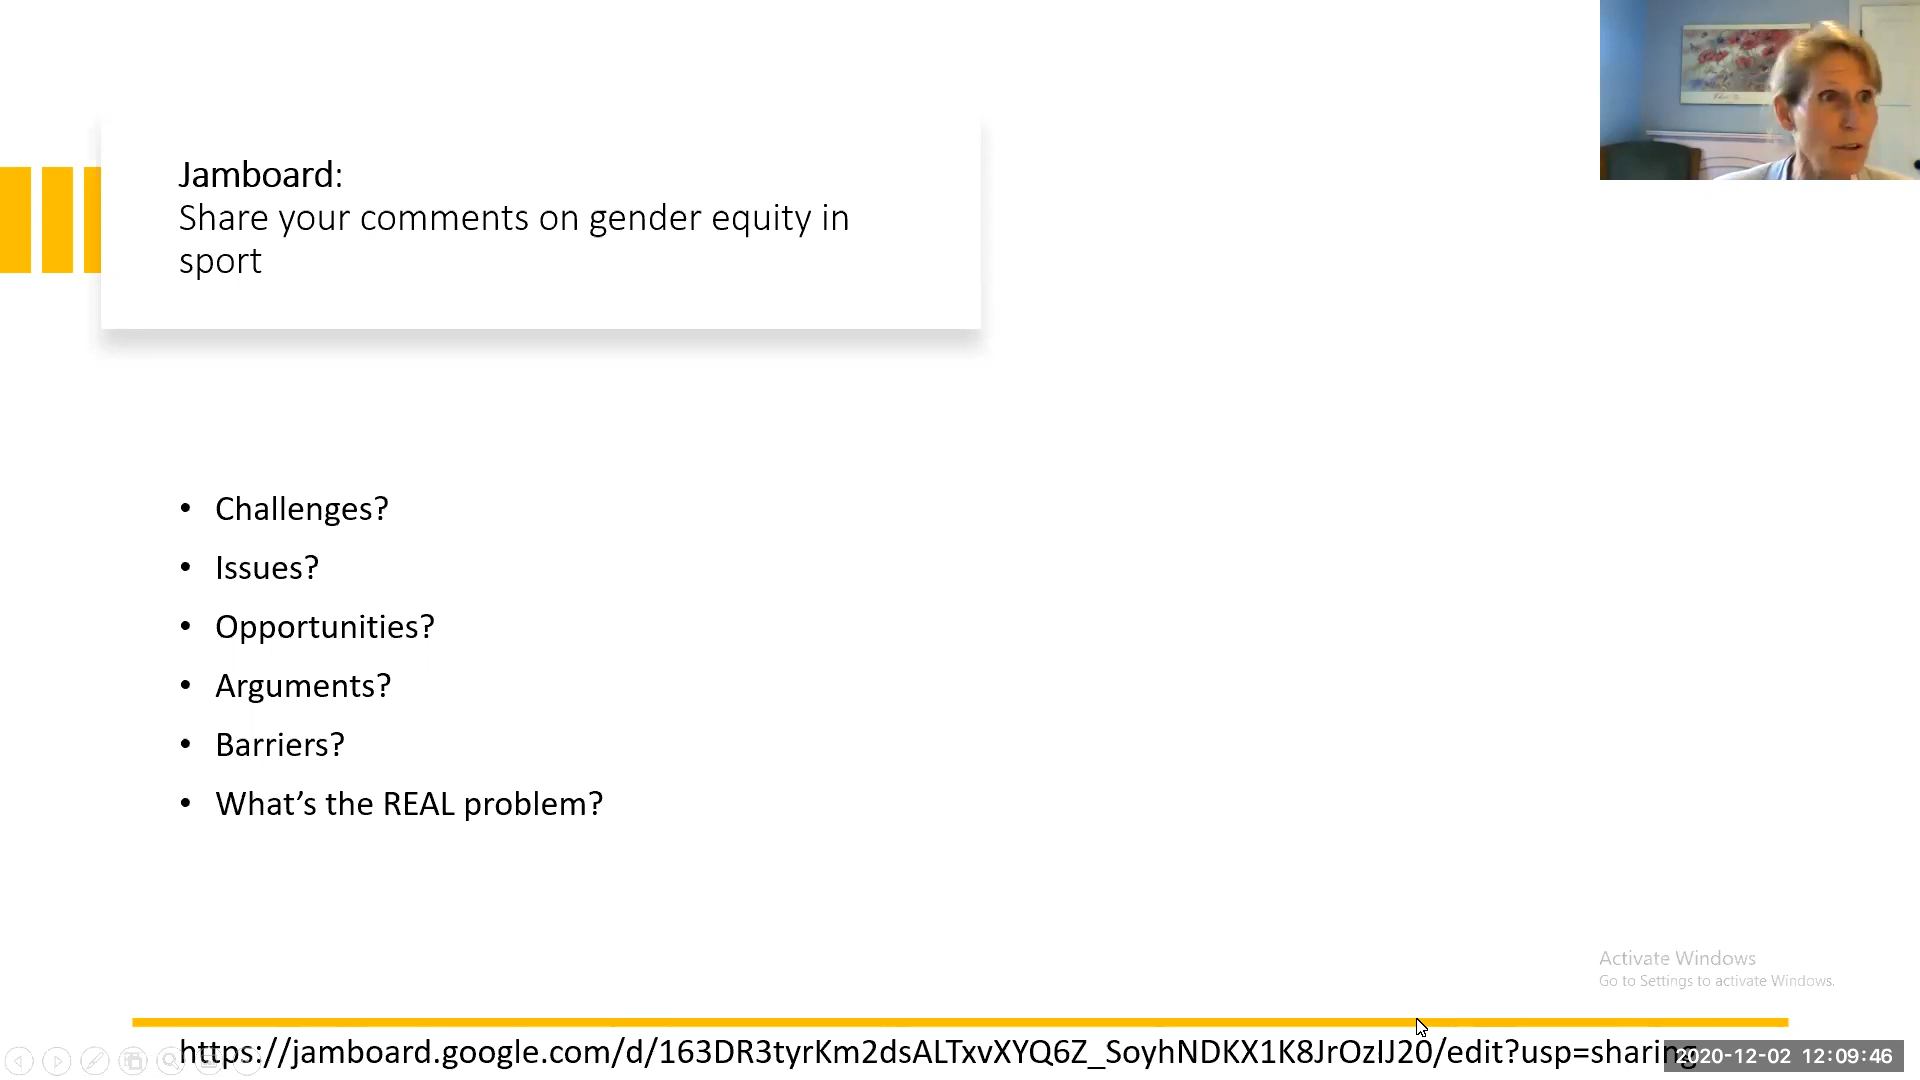 Jamboard:
Share your comments on gender equity in
sport
• Challenges?
• Issues?
• Opportunities?
• Arguments?
• Barriers?
• What’s the REAL problem?
Activate Windows
Go to Settings to activate Windows.
https://jamboard.google.com/d/163DR3tyrKm2dsALTxvXYQ6Z_SoyhNDKX1K8JrOzIJ20/edit?usp=sharing
2020-12-02 12:09:46